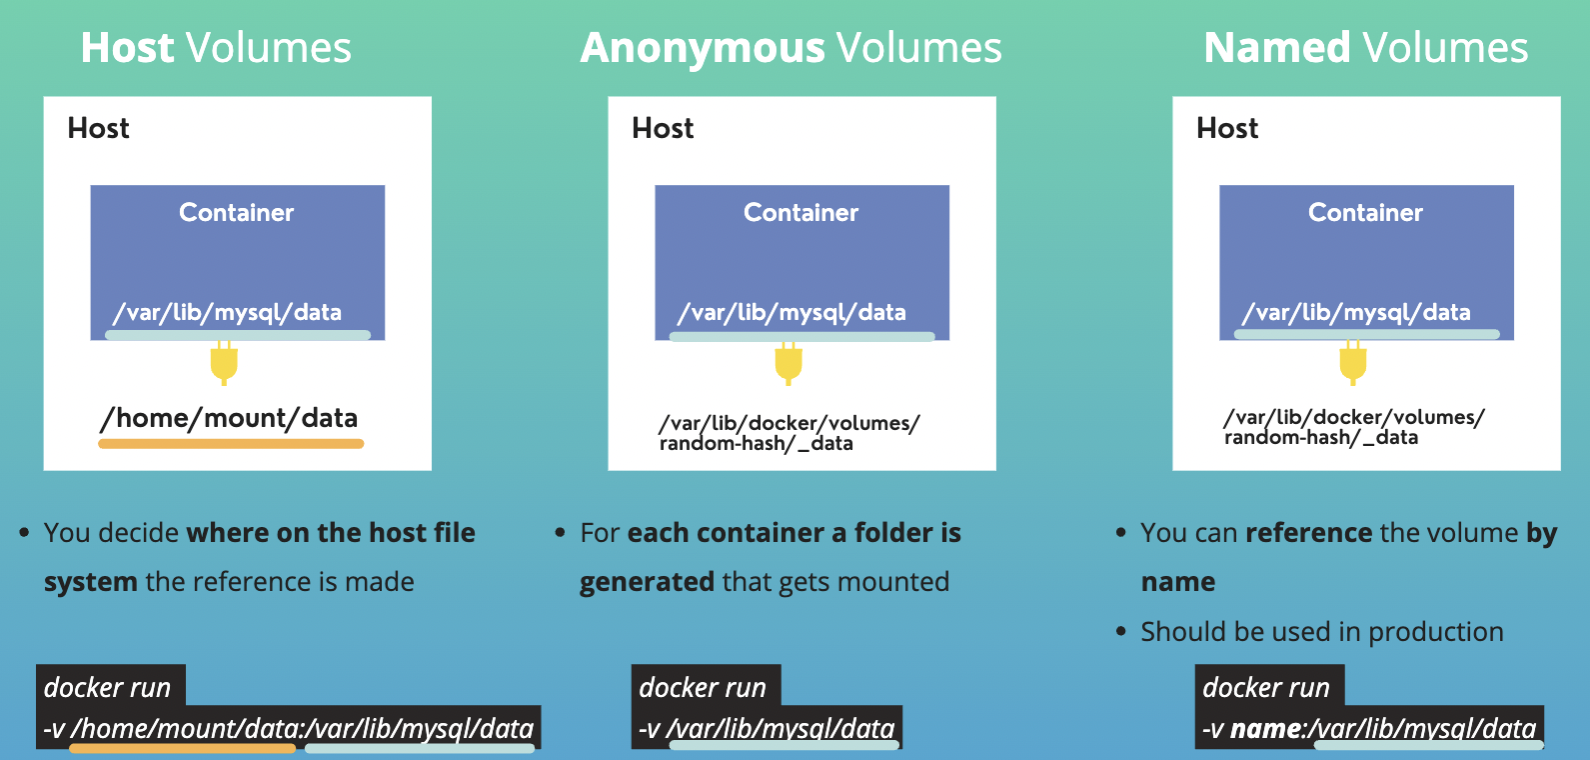 Host Volumes
Host
Container
/var/lib/mysql/data
/home/mount/data
You decide where on the host file
system the reference is made
docker run
-v /home/mount/data:/var/lib/mysql/data
Anonymous Volumes
Host
Container
/var/lib/mysql/data
/var/lib/docker/volumes/
random-hash/_data
For each container a folder is
generated that gets mounted
docker run
-v /var/lib/mysql/data
Named Volumes
Host
Container
/var/lib/mysql/data
/var/lib/docker/volumes/
random-hash/_data
You can reference the volume by
name
Should be used in production
docker run
-v name:/var/lib/mysql/data